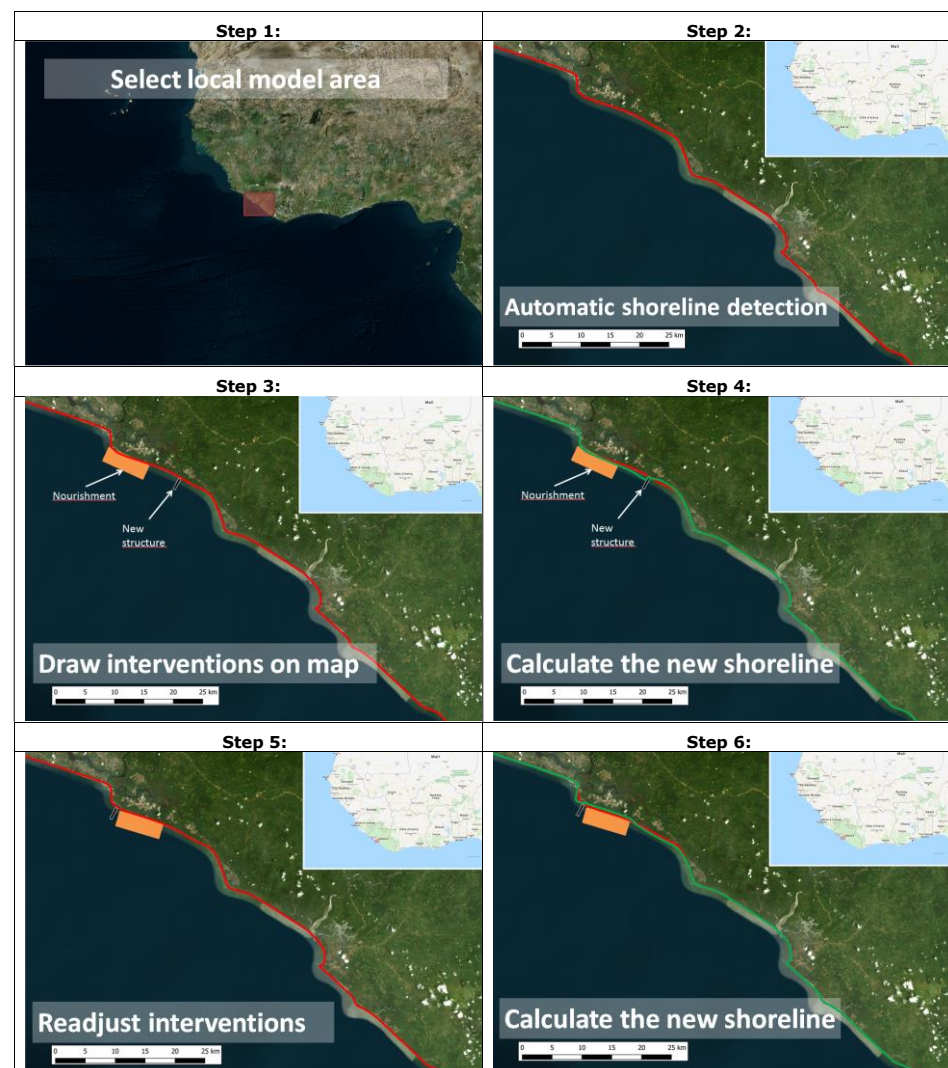 Step 1:
Select local model area
Step 2:
Mali
Automatic shoreline detection
0 5 10 15 20 25 km
Step 3:
Mali
Nourishment
New
structure
Draw interventions on map
0 5 10 15 20 25 km
Step 4:
Mali
Nourishment
New
structure
Calculate the new shoreline
0 5 10 15 20 25 km
Step 5:
Readjust interventions
0 5 10 15 20 25 km
Step 6:
Calculate the new shoreline
0 5 10 15 20 25 km